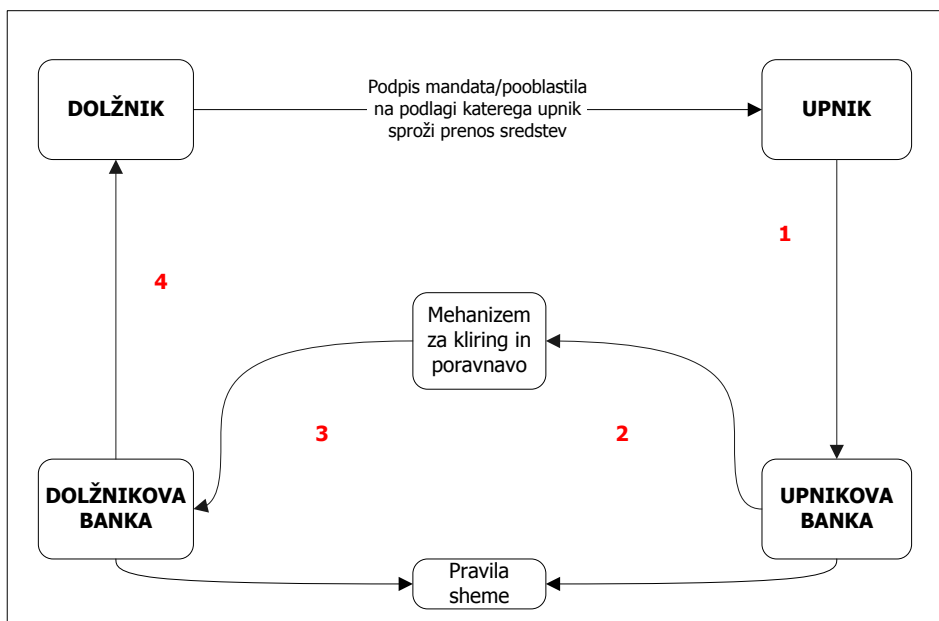 DOLŽNIK
Podpis mandata/pooblastila
na podlagi katerega upnik
sproži prenos sredstev
UPNIK
1
4
Mehanizem
za kliring in
poravnavo
3
2
DOLŽNIKOVA
BANKA
UPNIKOVA
BANKA
Pravila
sheme